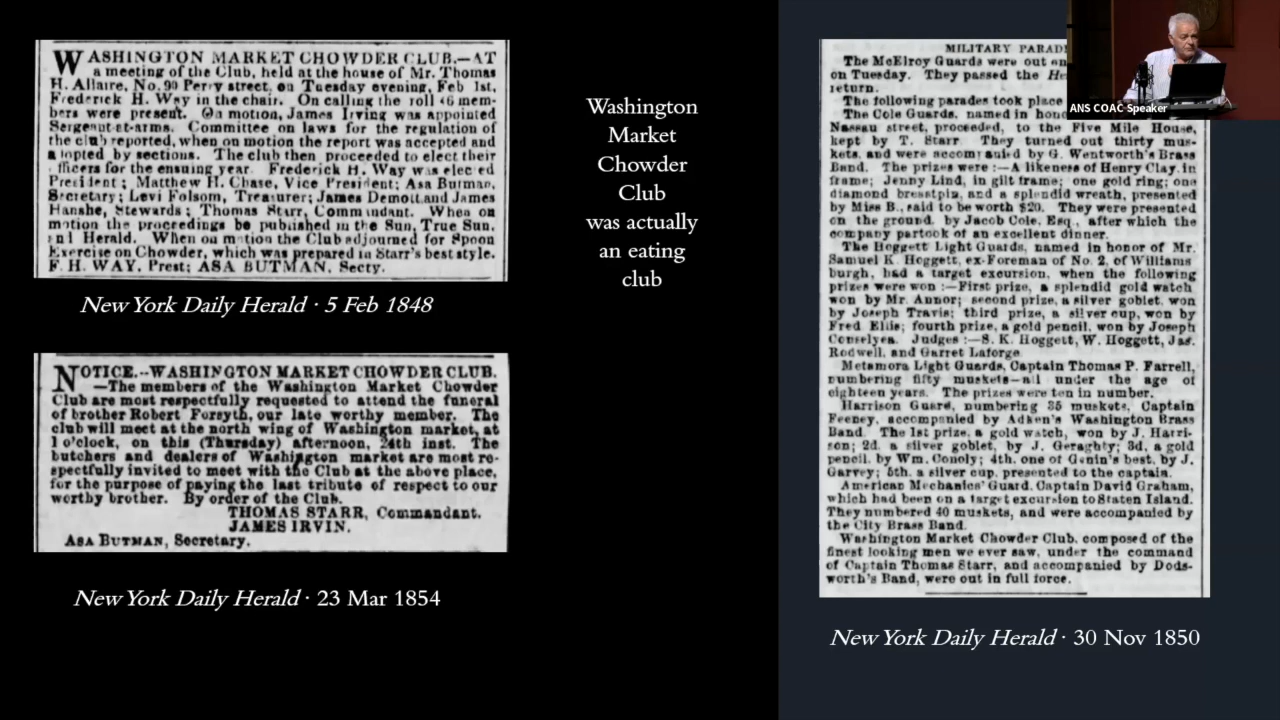 WASHINGTON MARKET CHOWDER CLUB.—AT
a meeting of the Club, held at the house of Mr. Thomas
H. Allaire, No. 90 Perry street, on Tuesday evening, Feb 1st,
Frederick H. Way in the chair. On calling the roll 46 mem-
bers were present. On motion, James Irving was appointed
Sergeant-at-arms. Committee on laws for the regulation of
the club reported, when on motion the report was accepted and
adopted by sections. The club then proceeded to elect their
officers for the ensuing year. Frederick H. Way was elected
President; Matthew H. Chase, Vice President; Asa Butman,
Secretary; Levi Folsom, Treasurer; James Demott and James
Hanshe, Stewards; Thomas Starr, Commandant. When on
motion the proceedings be published in the Sun, True Sun,
and Herald. When on motion the Club adjourned for Spoon
Exercise on Chowder, which was prepared in Starr's best style.
F. H. WAY, Prest; ASA BUTMAN, Secty.
New York Daily Herald · 5 Feb 1848
NOTICE.--WASHINGTON MARKET CHOWDER CLUB.
—The members of the Washington Market Chowder
Club are most respectfully requested to attend the funeral
of brother Robert Forsyth, our late worthy member. The
club will meet at the north wing of Washington market, at
1 o'clock, on this (Thursday) afternoon, 24th inst. The
butchers and dealers of Washington market are most re-
spectfully invited to meet with the Club at the above place,
for the purpose of paying the last tribute of respect to our
worthy brother. By order of the Club.
THOMAS STARR, Commandant.
JAMES IRVIN.
ASA BUTMAN, Secretary.
New York Daily Herald · 23 Mar 1854
Washington
Market
Chowder
Club
was actually
an eating
club
MILITARY PARAD
The McElroy Guards were out
on Tuesday. They passed the
return.
The following parades took place
The Cole Guards, named in
Nassau street, proceeded, to the Five Mile House,
kept by T. Starr. They turned out thirty mus-
kets, and were accompanied by G. Wentworth's Brass
Band. The prizes were:—A likeness of Henry Clay, in
frame; Jenny Lind, in gilt frame; one gold ring; one
diamond breastpin, and a splendid wreath, presented
by Miss B., said to be worth $20. They were presented
on the ground, by Jacob Cole, Esq., after which the
company partook of an excellent dinner.
The Hoggett Light Guards, named in honor of Mr.
Samuel K. Hoggett, ex-Foreman of No. 2, of Williams
burgh, had a target excursion, when the following
prizes were won:—First prize, a splendid gold watch
won by Mr. Annor; second prize, a silver goblet, won
by Joseph Travis; third prize, a silver cup, won by
Fred. Ellis; fourth prize, a gold pencil, won by Joseph
Conselyea. Judges:—S. K. Hoggett, W. Hoggett, Jas.
Rodwell, and Garret Laforge
Metamora Light Guards, Captain Thomas P. Farrell,
numbering fifty muskets—all under the age of
eighteen years. The prizes were ten in number.
Harrison Guard, numbering 35 muskets, Captain
Feeney, accompanied by Adken's Washington Brass
Band. The 1st prize, a gold watch, won by J. Harri-
son; 2d, a silver goblet, by J. Geraghty; 3d, a gold
pencil, by Wm. Conoly; 4th, one of Genin's best, by J.
Garvey; 5th, a silver cup, presented to the captain.
American Mechanics' Guard, Captain David Graham,
which had been on a target excursion to Staten Island.
They numbered 40 muskets, and were accompanied by
the City Brass Band.
Washington Market Chowder Club, composed of the
finest looking men we ever saw, under the command
of Captain Thomas Starr, and accompanied by Dods-
worth's Band, were out in full force.
New York Daily Herald · 30 Nov 1850
ANS COAC Speaker